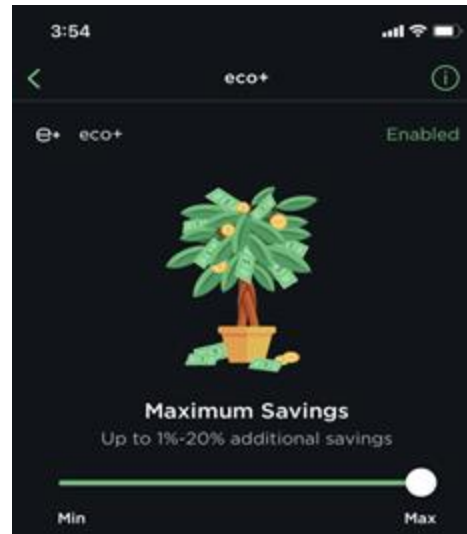 3:54
eco+
eco+ Enabled
Maximum Savings
Up to 1%-20% additional savings
Min Max